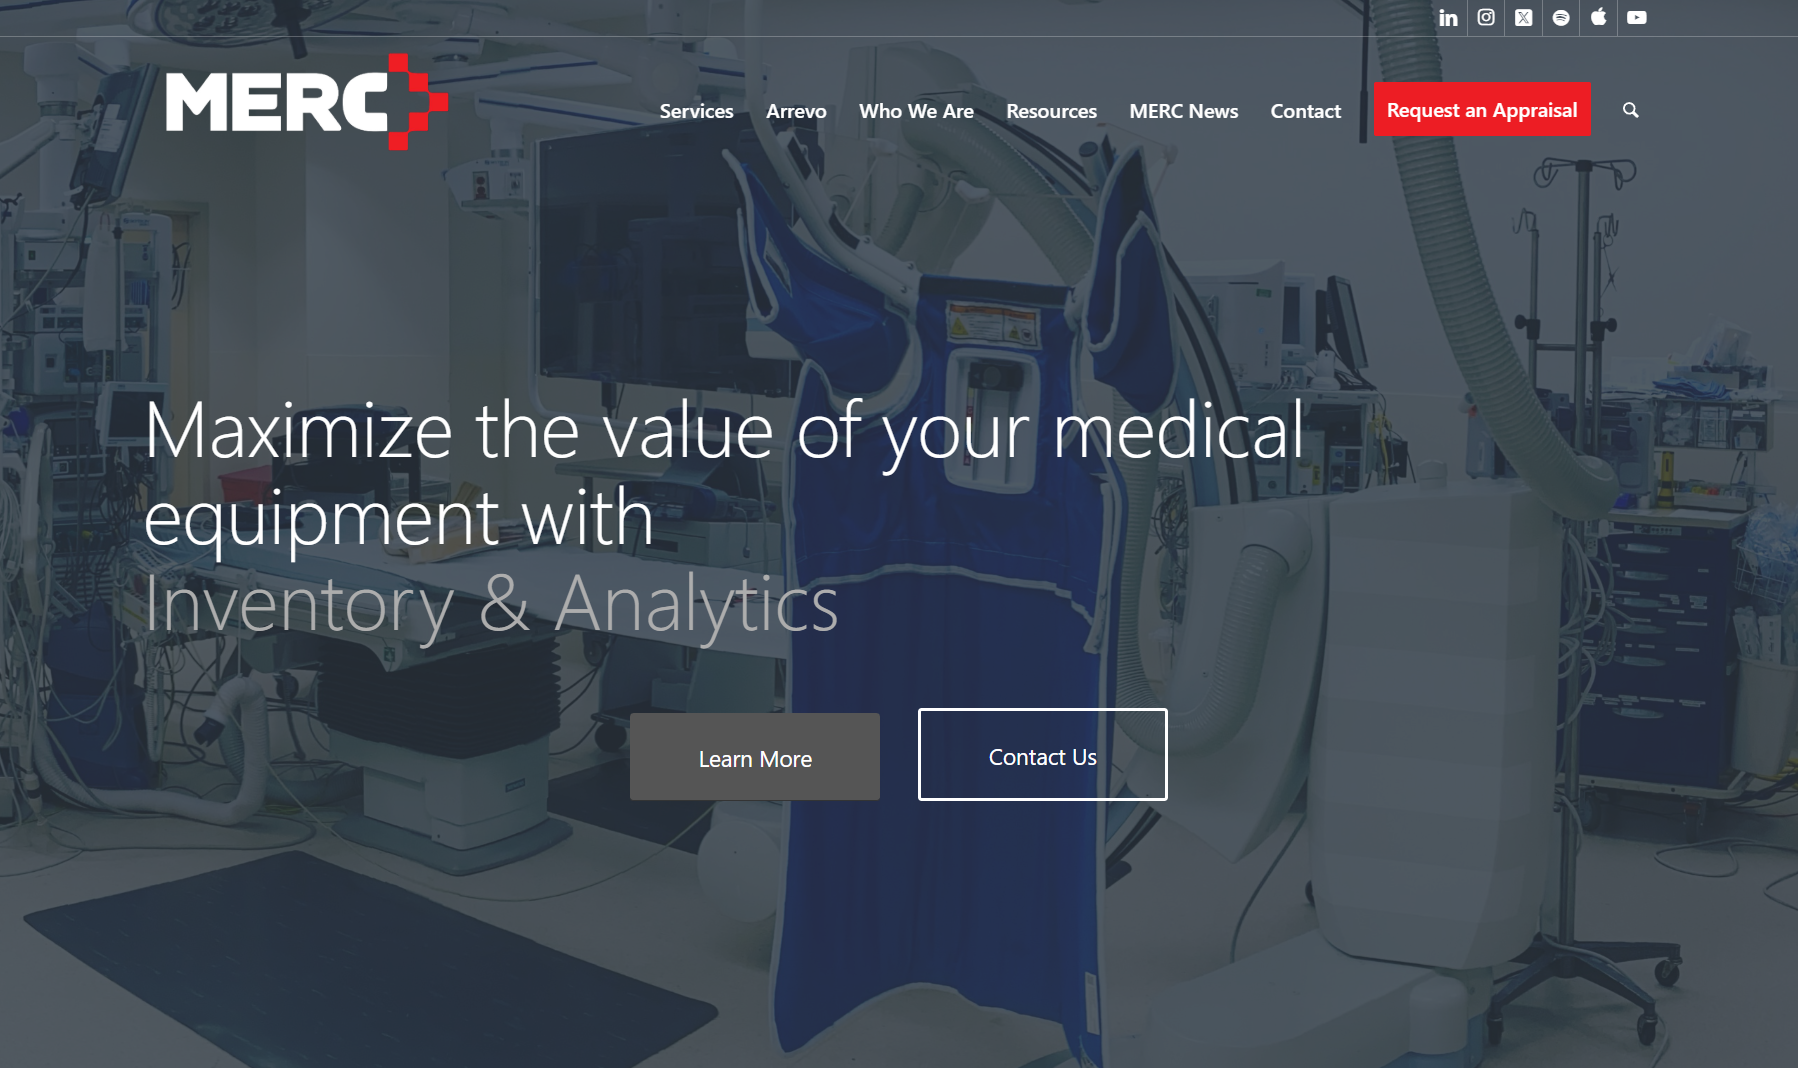 MERC
Services
Arrevo
Who We Are
Resources
MERC News
Contact
Request an Appraisal
Maximize the value of your medical
equipment with
Inventory & Analytics
Learn More
Contact Us